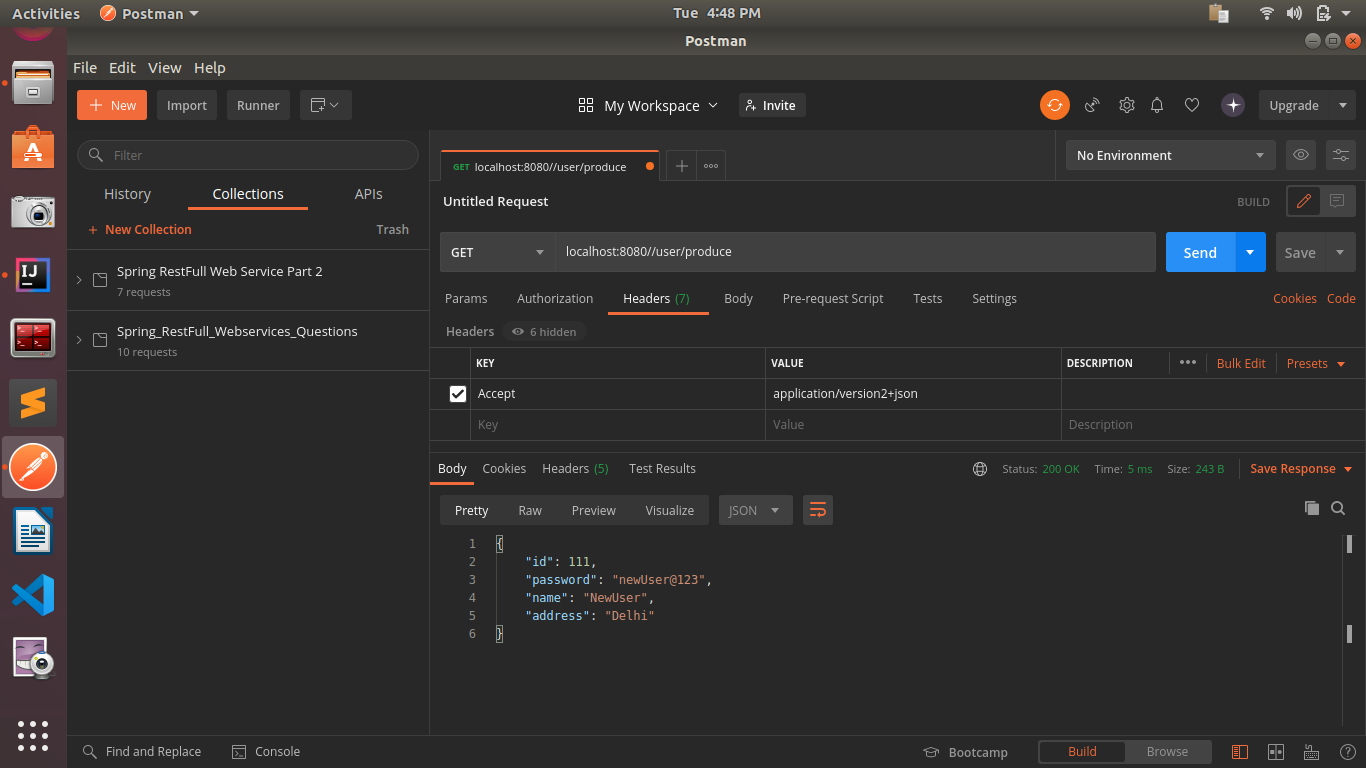 Activities Postman Tue 4:48 PM
Postman
File Edit View Help
+ New Import Runner My Workspace Invite Upgrade
Filter
GET localhost:8080//user/produce
No Environment
History Collections APIs
Untitled Request BUILD
+ New Collection Trash
GET localhost:8080//user/produce Send Save
Spring RestFull Web Service Part 2
7 requests
Spring_RestFull_Webservices_Questions
10 requests
Params Authorization Headers (7) Body Pre-request Script Tests Settings Cookies Code
Headers 6 hidden
KEY VALUE DESCRIPTION ••• Bulk Edit Presets
Accept application/version2+json
Key Value Description
Body Cookies Headers (5) Test Results Status: 200 OK Time: 5 ms Size: 243 B Save Response
Pretty Raw Preview Visualize JSON
1 {
2 "id": 111,
3 "password": "newUser@123",
4 "name": "NewUser",
5 "address": "Delhi"
6 }
Find and Replace Console Bootcamp Build Browse